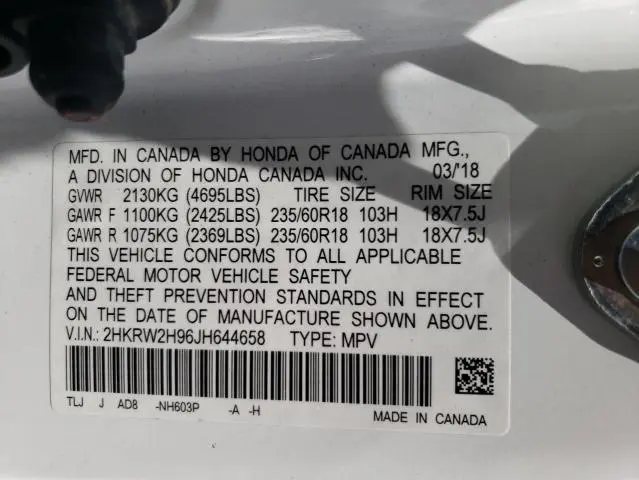 MFD. IN CANADA BY HONDA OF CANADA MFG.,
A DIVISION OF HONDA CANADA INC. 03/'18
GVWR 2130KG (4695LBS) TIRE SIZE RIM SIZE
GAWR F 1100KG (2425LBS) 235/60R18 103H 18X7.5J
GAWR R 1075KG (2369LBS) 235/60R18 103H 18X7.5J
THIS VEHICLE CONFORMS TO ALL APPLICABLE
FEDERAL MOTOR VEHICLE SAFETY
AND THEFT PREVENTION STANDARDS IN EFFECT
ON THE DATE OF MANUFACTURE SHOWN ABOVE.
V.I.N.: 2HKRW2H96JH644658 TYPE: MPV
TLJ J AD8 -NH603P -A -H
MADE IN CANADA